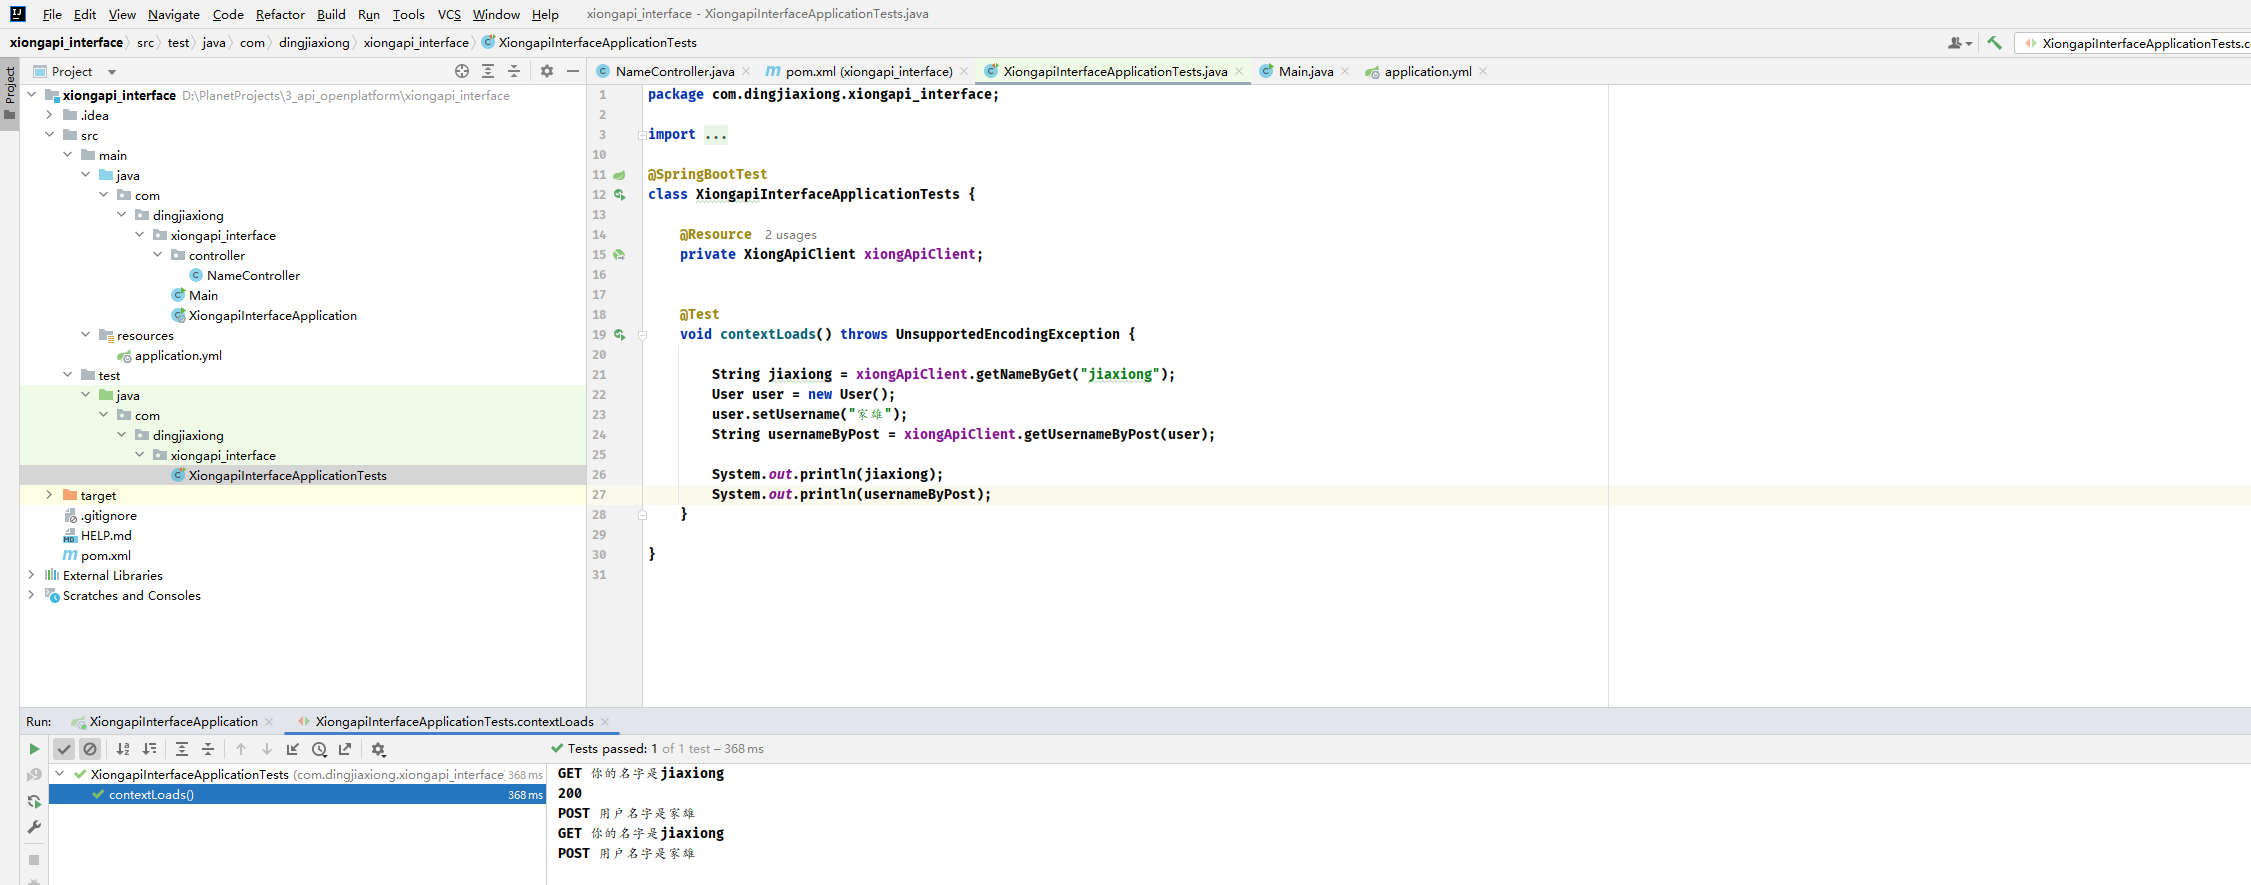 File Edit View Navigate Code Refactor Build Run Tools VCS Window Help xiongapi_interface - XiongapiInterfaceApplicationTests.java
xiongapi_interface src test java com dingjiaxiong xiongapi_interface XiongapiInterfaceApplicationTests
XiongapiInterfaceApplicationTests.c
Project
Project
xiongapi_interface D:\PlanetProjects\3_api_openplatform\xiongapi_interface
.idea
src
main
java
com
dingjiaxiong
xiongapi_interface
controller
NameController
Main
XiongapiInterfaceApplication
resources
application.yml
test
java
com
dingjiaxiong
xiongapi_interface
XiongapiInterfaceApplicationTests
target
.gitignore
HELP.md
pom.xml
External Libraries
Scratches and Consoles
NameController.java pom.xml (xiongapi_interface) XiongapiInterfaceApplicationTests.java Main.java application.yml
1 package com.dingjiaxiong.xiongapi_interface;
2
3 import ...
10
11 @SpringBootTest
12 class XiongapiInterfaceApplicationTests {
13
14 @Resource 2 usages
15 private XiongApiClient xiongApiClient;
16
17
18 @Test
19 void contextLoads() throws UnsupportedEncodingException {
20
21 String jiaxiong = xiongApiClient.getNameByGet("jiaxiong");
22 User user = new User();
23 user.setUsername("家雄");
24 String usernameByPost = xiongApiClient.getUsernameByPost(user);
25
26 System.out.println(jiaxiong);
27 System.out.println(usernameByPost);
28 }
29
30 }
31
Run: XiongapiInterfaceApplication XiongapiInterfaceApplicationTests.contextLoads
Tests passed: 1 of 1 test – 368 ms
XiongapiInterfaceApplicationTests (com.dingjiaxiong.xiongapi_interface 368 ms
contextLoads() 368 ms
GET 你的名字是jiaxiong
200
POST 用户名字是家雄
GET 你的名字是jiaxiong
POST 用户名字是家雄